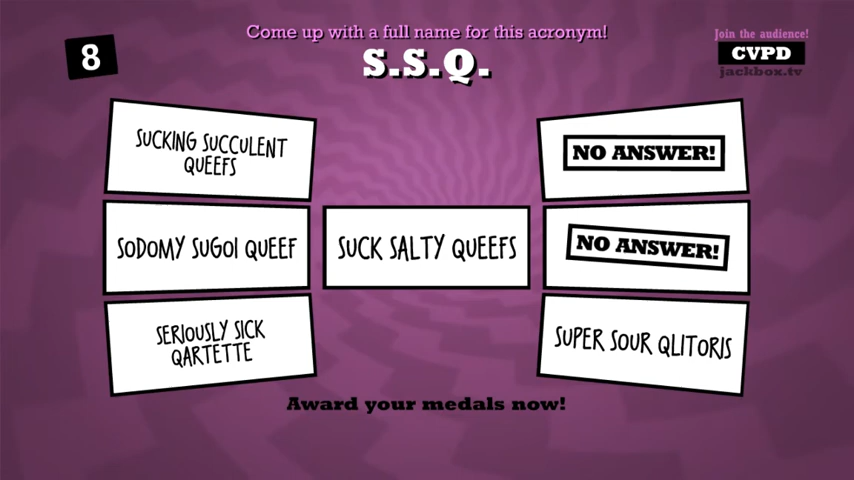 Come up with a full name for this acronym!
S.S.Q.
8
Join the audience!
CVPD
jackbox.tv
SUCKING SUCCULENT
QUEEFS
NO ANSWER!
SODOMY SUGOI QUEEF
SUCK SALTY QUEEFS
NO ANSWER!
SERIOUSLY SICK
QARTETTE
SUPER SOUR QLITORIS
Award your medals now!